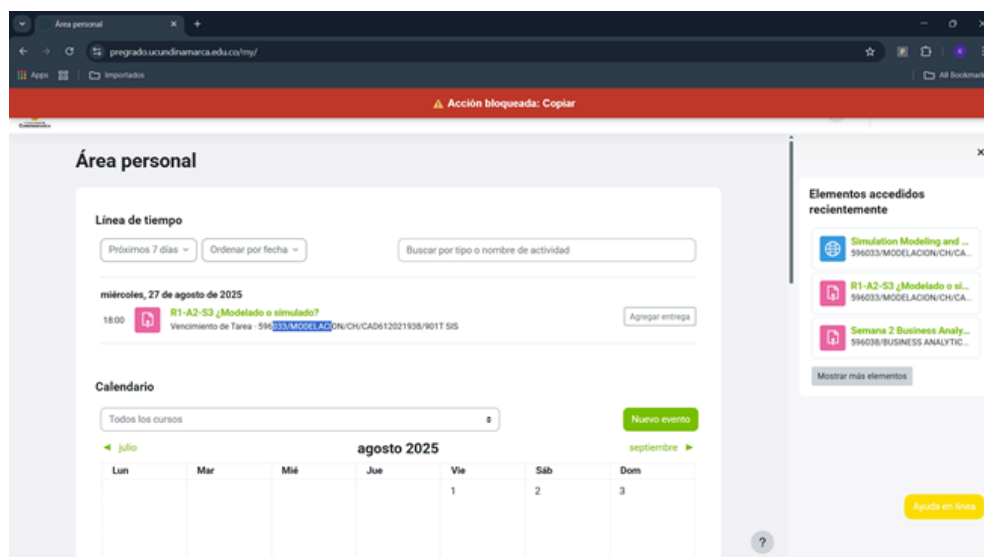 Área personal
pregrado.ucundinamarca.edu.co/my/
Apps
Importados
All Bookmark
Acción bloqueada: Copiar
CUNDINAMARCA
Área personal
Línea de tiempo
Próximos 7 días
Ordenar por fecha
Buscar por tipo o nombre de actividad
miércoles, 27 de agosto de 2025
18:00
R1-A2-S3 ¿Modelado o simulado?
Vencimiento de Tarea · 596033/MODELACION/CH/CAD612021938/901T SIS
Agregar entrega
Calendario
Todos los cursos
Nuevo evento
julio
agosto 2025
septiembre
Lun Mar Mié Jue Vie Sáb Dom
1 2 3
Elementos accedidos
recientemente
Simulation Modeling and ...
596033/MODELACION/CH/CA...
R1-A2-S3 ¿Modelado o si...
596033/MODELACION/CH/CA...
Semana 2 Business Analy...
596038/BUSINESS ANALYTIC...
Mostrar más elementos
Ayuda en línea
?